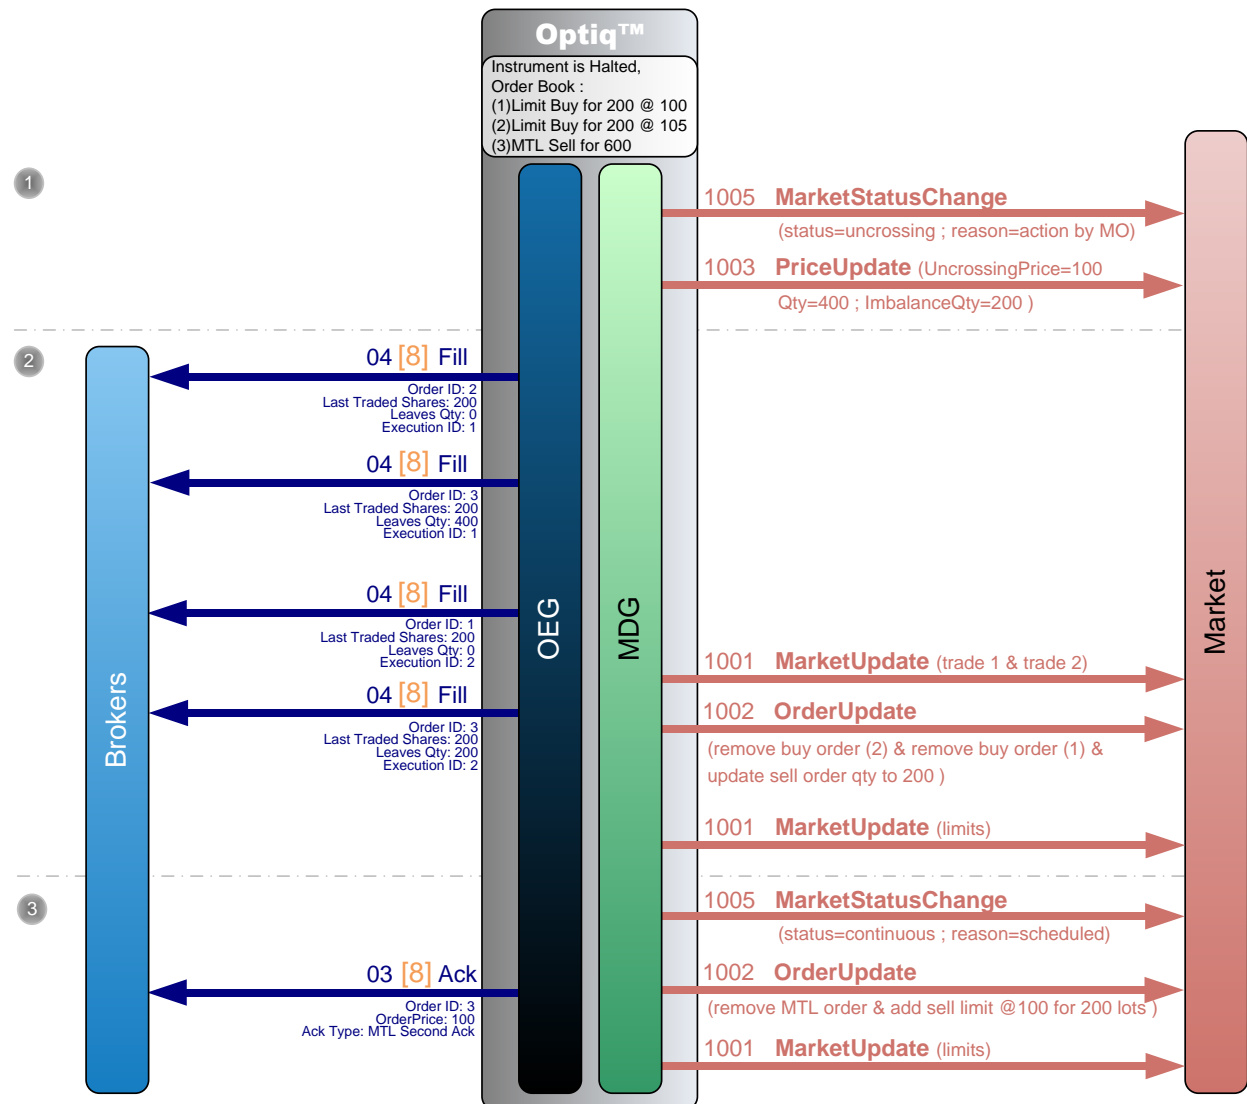 Optiq™
Instrument is Halted,
Order Book :
(1)Limit Buy for 200 @ 100
(2)Limit Buy for 200 @ 105
(3)MTL Sell for 600
1
1005 MarketStatusChange
(status=uncrossing ; reason=action by MO)
1003 PriceUpdate (UncrossingPrice=100
Qty=400 ; ImbalanceQty=200 )
2
04 [8] Fill
Order ID: 2
Last Traded Shares: 200
Leaves Qty: 0
Execution ID: 1
04 [8] Fill
Order ID: 3
Last Traded Shares: 200
Leaves Qty: 400
Execution ID: 1
04 [8] Fill
Order ID: 1
Last Traded Shares: 200
Leaves Qty: 0
Execution ID: 2
04 [8] Fill
Order ID: 3
Last Traded Shares: 200
Leaves Qty: 200
Execution ID: 2
Brokers
OEG
MDG
Market
1001 MarketUpdate (trade 1 & trade 2)
1002 OrderUpdate
(remove buy order (2) & remove buy order (1) &
update sell order qty to 200 )
1001 MarketUpdate (limits)
3
1005 MarketStatusChange
(status=continuous ; reason=scheduled)
03 [8] Ack
Order ID: 3
OrderPrice: 100
Ack Type: MTL Second Ack
1002 OrderUpdate
(remove MTL order & add sell limit @100 for 200 lots )
1001 MarketUpdate (limits)